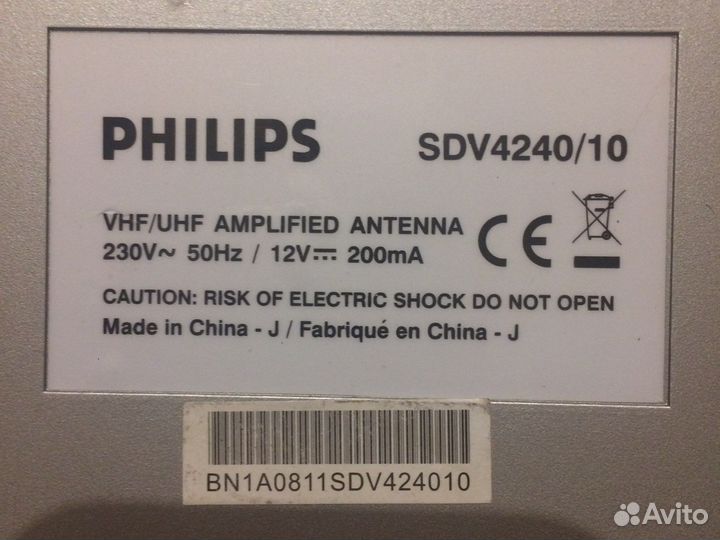 PHILIPS SDV4240/10
VHF/UHF AMPLIFIED ANTENNA
230V~ 50Hz / 12V⎓ 200mA
CE
CAUTION: RISK OF ELECTRIC SHOCK DO NOT OPEN
Made in China - J / Fabriqué en China - J
BN1A0811SDV424010
Avito